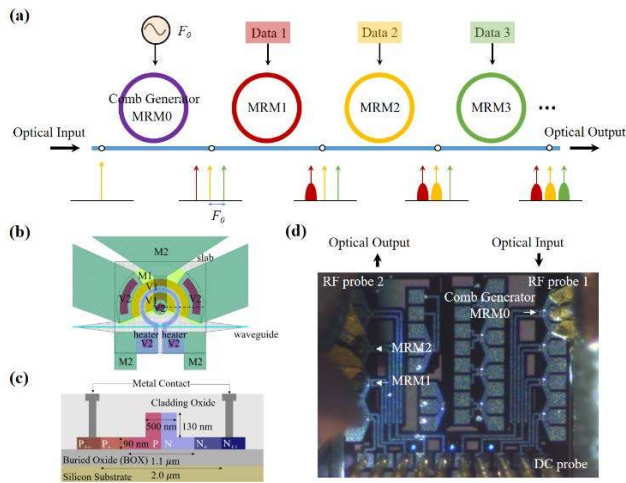 (a)
F0
Data 1
Data 2
Data 3
Comb Generator
MRM0
MRM1
MRM2
MRM3
...
Optical Input
Optical Output
F0
(b)
M2
slab
M1
V1
V2
V1
V2
V2
heater
heater
waveguide
V2
V2
M2
M2
(c)
Metal Contact
Cladding Oxide
500 nm
130 nm
P++
P+
90 nm
P
N
N+
N++
Buried Oxide (BOX)
1.1 μm
Silicon Substrate
2.0 μm
(d)
Optical Output
Optical Input
RF probe 2
RF probe 1
Comb Generator
MRM0
MRM2
MRM1
DC probe